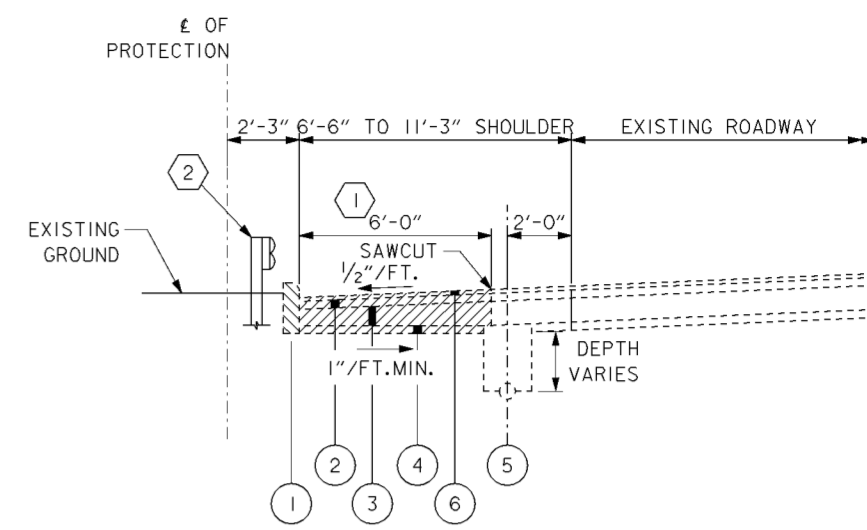 ℄ OF
PROTECTION
2'-3" 6'-6" TO 11'-3" SHOULDER EXISTING ROADWAY
2
1
6'-0" 2'-0"
EXISTING
GROUND
SAWCUT
1/2"/FT.
1"/FT.MIN.
DEPTH
VARIES
2 4 5
1 3 6